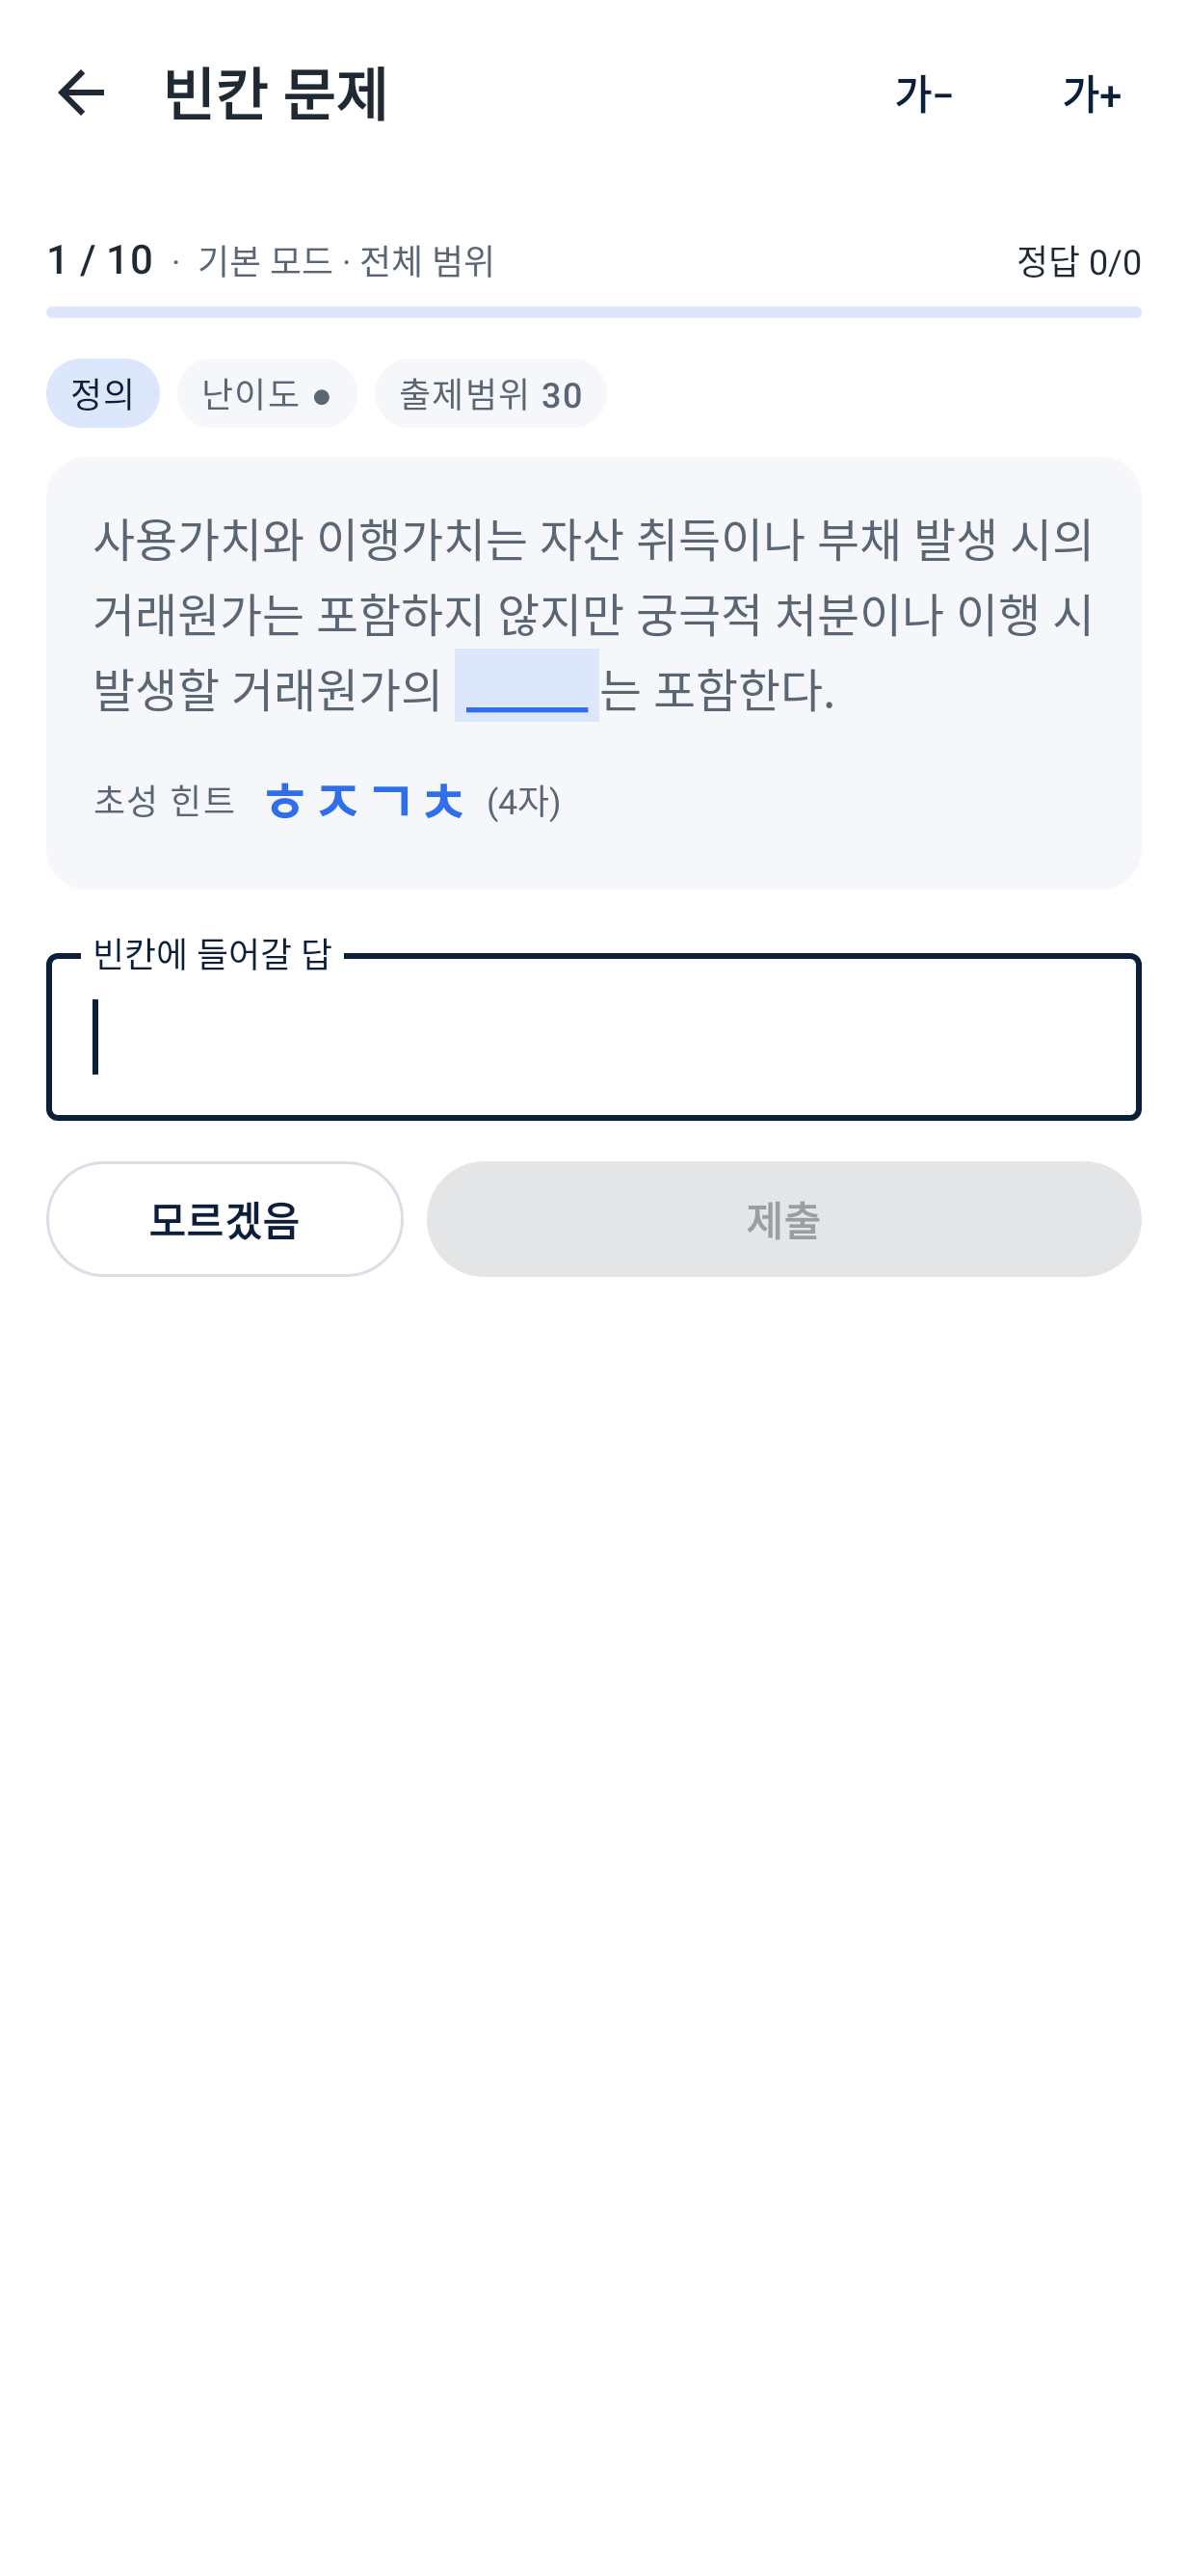 빈칸 문제
가-
가+
1 / 10 · 기본 모드 · 전체 범위
정답 0/0
정의
난이도 ●
출제범위 30
사용가치와 이행가치는 자산 취득이나 부채 발생 시의
거래원가는 포함하지 않지만 궁극적 처분이나 이행 시
발생할 거래원가의 _____는 포함한다.
초성 힌트 ㅎㅈㄱㅊ (4자)
빈칸에 들어갈 답
모르겠음
제출